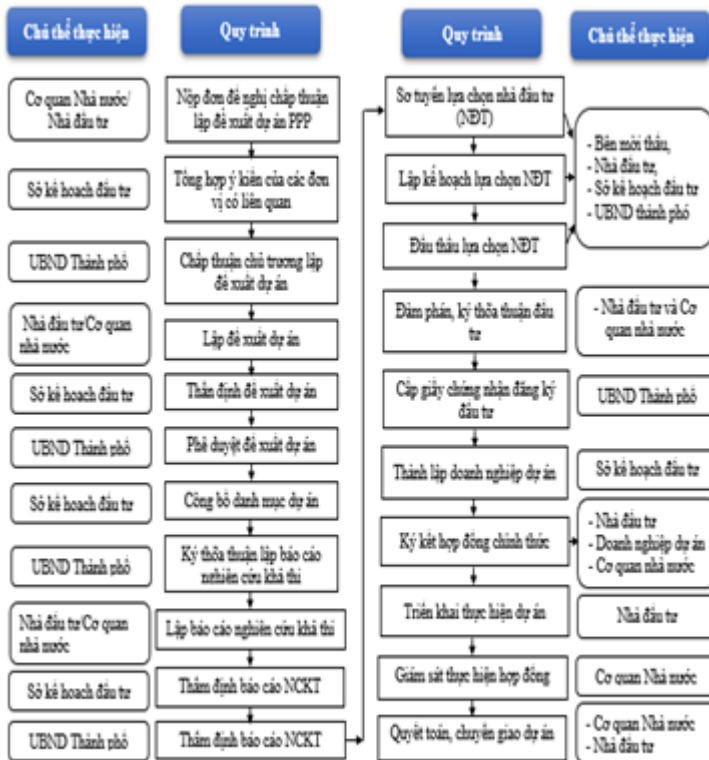 Chủ thể thực hiện
Quy trình
Cơ quan Nhà nước/
Nhà đầu tư
Nộp đơn đề nghị chấp thuận
lập đề xuất dự án PPP
Sở kế hoạch đầu tư
Tổng hợp ý kiến của các đơn
vị có liên quan
UBND Thành phố
Chấp thuận chủ trương lập
đề xuất dự án
Nhà đầu tư/Cơ quan
nhà nước
Lập đề xuất dự án
Sở kế hoạch đầu tư
Thẩn định đề xuất dự án
UBND Thành phố
Phê duyệt đề xuất dự án
Sở kế hoạch đầu tư
Công bố danh mục dự án
UBND Thành phố
Ký thỏa thuận lập báo cáo
nghiên cứu khả thi
Nhà đầu tư/Cơ quan
nhà nước
Lập báo cáo nghiên cứu khả thi
Sở kế hoạch đầu tư
Thẩm định báo cáo NCKT
UBND Thành phố
Thẩm định báo cáo NCKT
Quy trình
Chủ thể thực hiện
Sơ tuyển lựa chọn nhà đầu tư
(NĐT)
Lập kế hoạch lựa chọn NĐT
Đấu thầu lựa chọn NĐT
- Bên mời thầu,
- Nhà đầu tư,
- Sở kế hoạch đầu tư
- UBND thành phố
Đàm phán, ký thỏa thuận đầu
tư
- Nhà đầu tư và Cơ
quan nhà nước
Cấp giấy chứng nhận đăng ký
đầu tư
UBND Thành phố
Thành lập doanh nghiệp dự án
Sở kế hoạch đầu tư
Ký kết hợp đồng chính thức
- Nhà đầu tư
- Doanh nghiệp dự án
- Cơ quan nhà nước
Triển khai thực hiện dự án
Nhà đầu tư
Giám sát thực hiện hợp đồng
Cơ quan Nhà nước
Quyết toán, chuyển giao dự án
- Cơ quan Nhà nước
- Nhà đầu tư